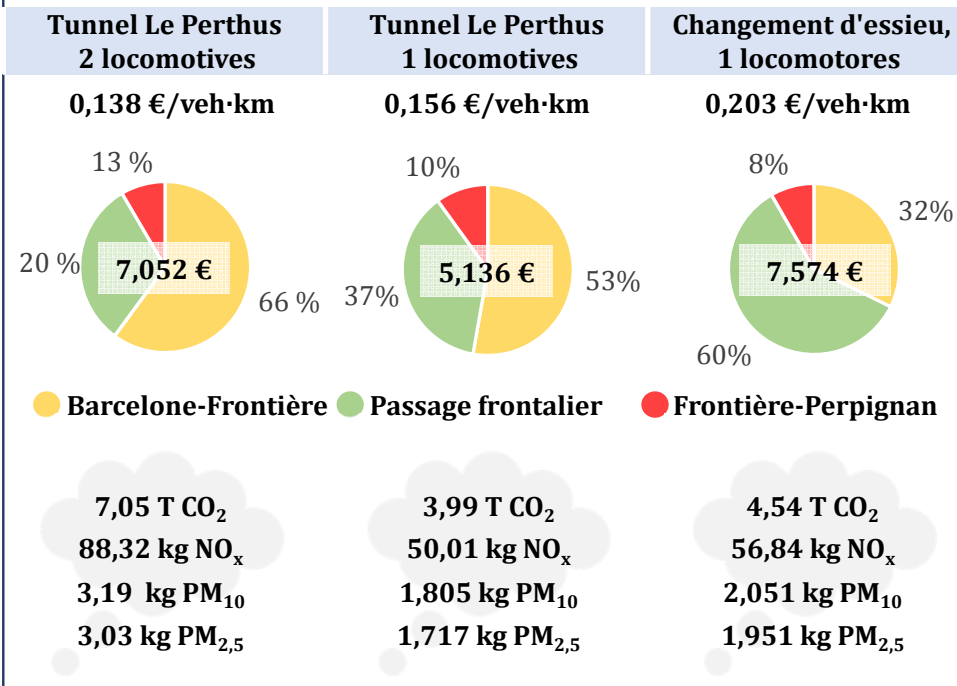 Tunnel Le Perthus
2 locomotives
Tunnel Le Perthus
1 locomotives
Changement d'essieu,
1 locomotores
0,138 €/veh·km
0,156 €/veh·km
0,203 €/veh·km
13 %
20 %
7,052 €
66 %
10%
37%
5,136 €
53%
8%
32%
7,574 €
60%
Barcelone-Frontière
Passage frontalier
Frontière-Perpignan
7,05 T CO₂
88,32 kg NOₓ
3,19 kg PM₁₀
3,03 kg PM₂,₅
3,99 T CO₂
50,01 kg NOₓ
1,805 kg PM₁₀
1,717 kg PM₂,₅
4,54 T CO₂
56,84 kg NOₓ
2,051 kg PM₁₀
1,951 kg PM₂,₅